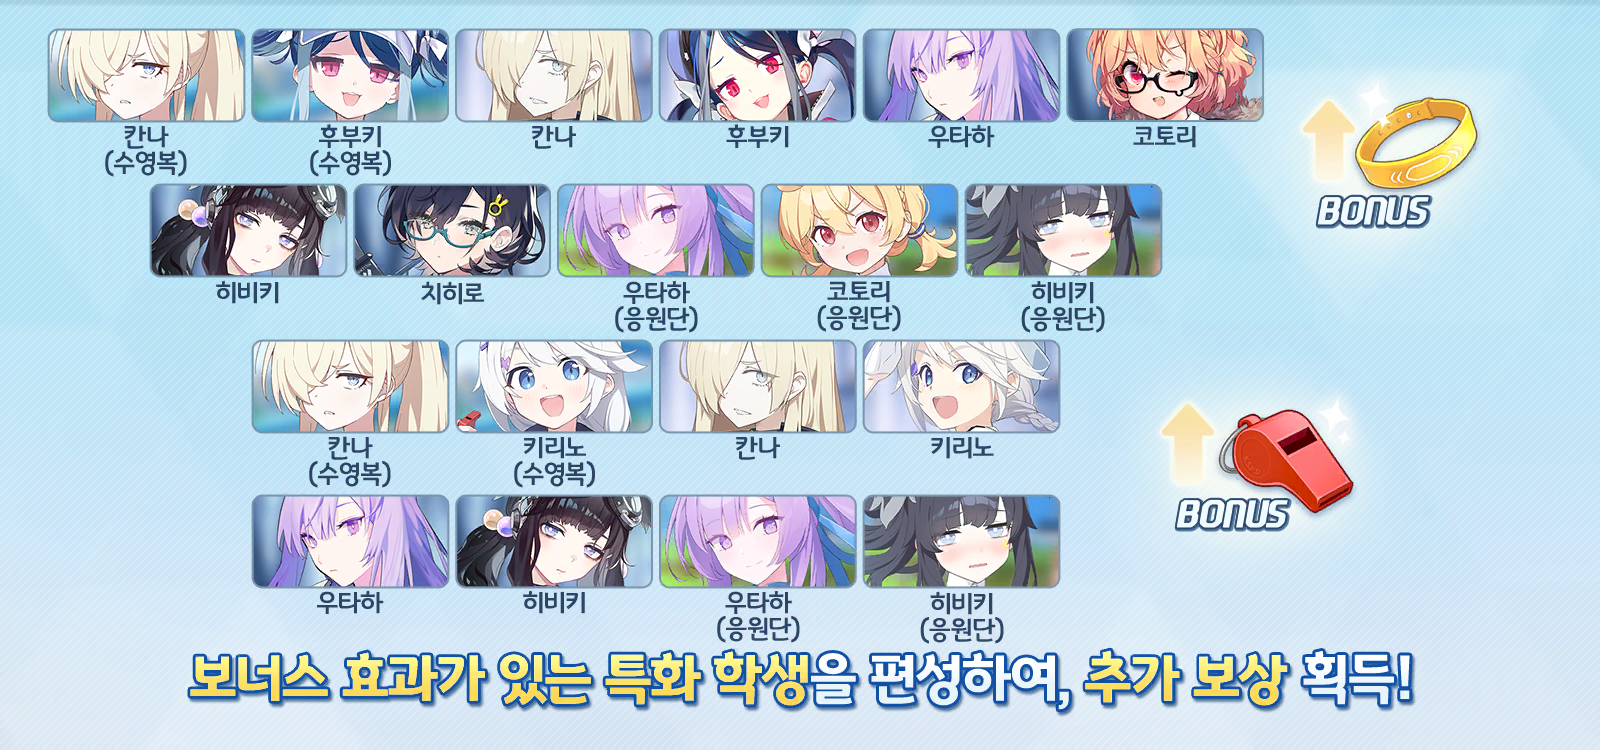 칸나 후부키 칸나 후부키 우타하 코토리
(수영복) (수영복)
BONUS
히비키 치히로 우타하 코토리 히비키
(응원단) (응원단) (응원단)
칸나 키리노 칸나 키리노
(수영복) (수영복)
BONUS
우타하 히비키 우타하 히비키
(응원단) (응원단)
보너스 효과가 있는 특화 학생을 편성하여, 추가 보상 획득!